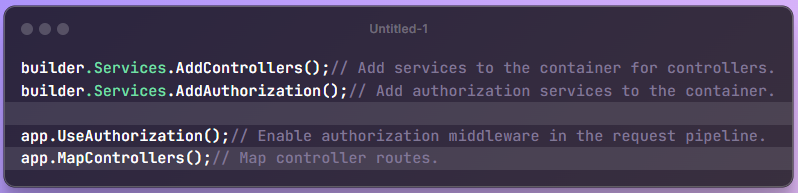 Untitled-1
builder.Services.AddControllers();// Add services to the container for controllers.
builder.Services.AddAuthorization();// Add authorization services to the container.
app.UseAuthorization();// Enable authorization middleware in the request pipeline.
app.MapControllers();// Map controller routes.